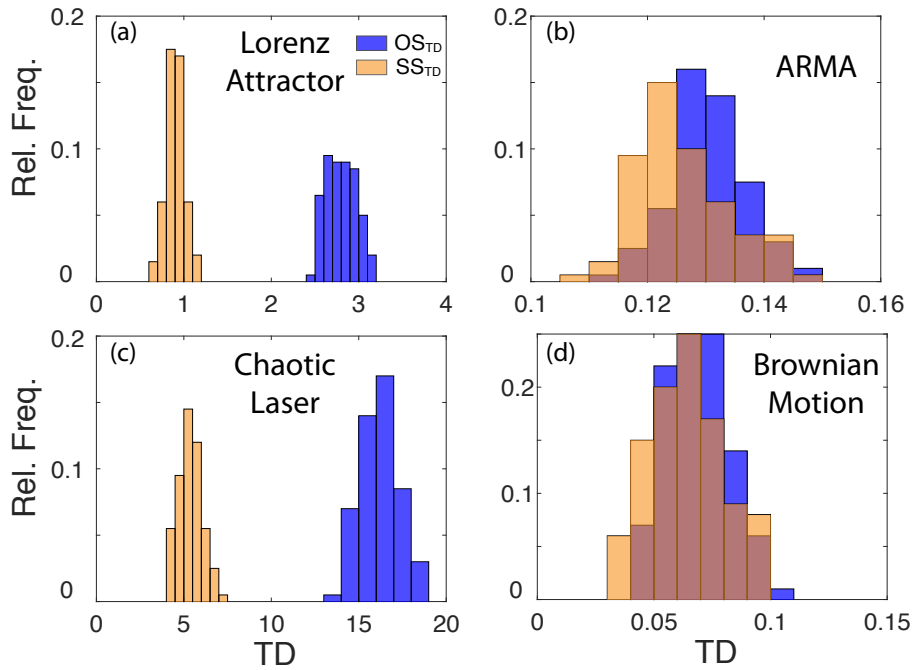 (a)
Lorenz
Attractor
OSTD
SSTD
Rel. Freq.
0.2
0.1
0
0
1
2
3
4
(b)
ARMA
0.2
0.1
0
0.1
0.12
0.14
0.16
(c)
Chaotic
Laser
Rel. Freq.
0.2
0.1
0
0
5
10
15
20
TD
(d)
Brownian
Motion
0.2
0.1
0
0
0.05
0.1
0.15
TD